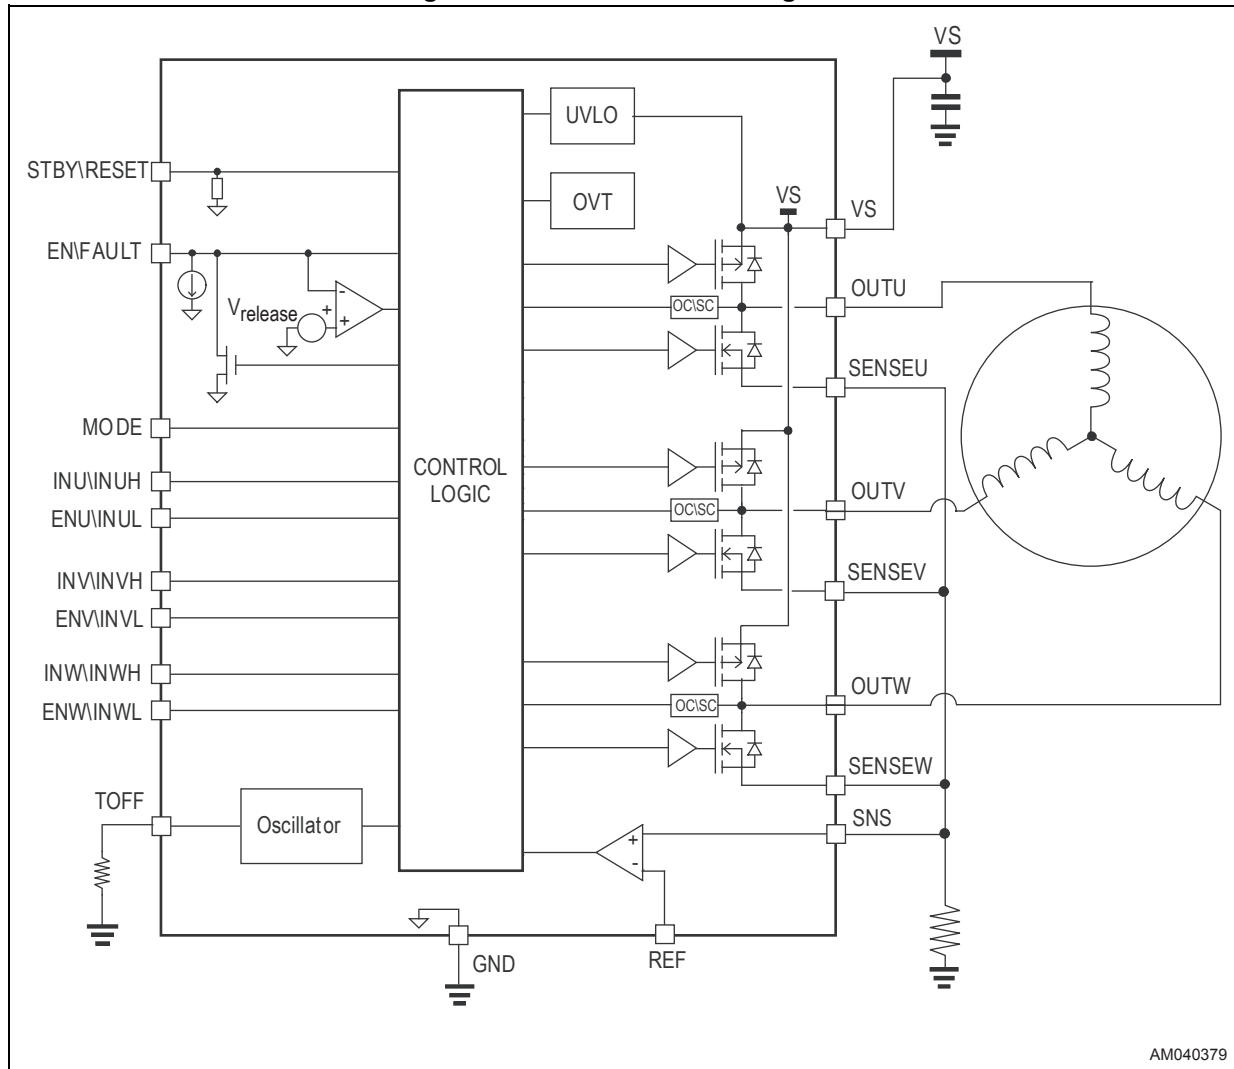 VS
UVLO
STBY\RESET
OVT
VS
VS
EN\FAULT
OUTU
-
Vrelease
+
+
OC\SC
SENSEU
MODE
CONTROL
LOGIC
INU\INUH
OUTV
OC\SC
ENU\INUL
INV\INVH
SENSEV
ENV\INVL
INW\INWH
OUTW
OC\SC
ENW\INWL
SENSEW
TOFF
SNS
Oscillator
+
-
GND
REF
AM040379